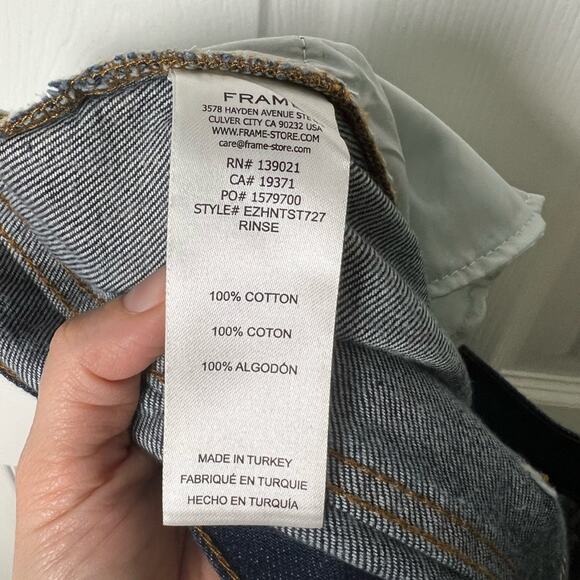 FRAME
3578 HAYDEN AVENUE
CULVER CITY CA 90232 USA
WWW.FRAME-STORE.COM
care@frame-store.com
RN# 139021
CA# 19371
PO# 1579700
STYLE# EZHNTST727
RINSE
100% COTTON
100% COTON
100% ALGODÓN
MADE IN TURKEY
FABRIQUÉ EN TURQUIE
HECHO EN TURQUÍA